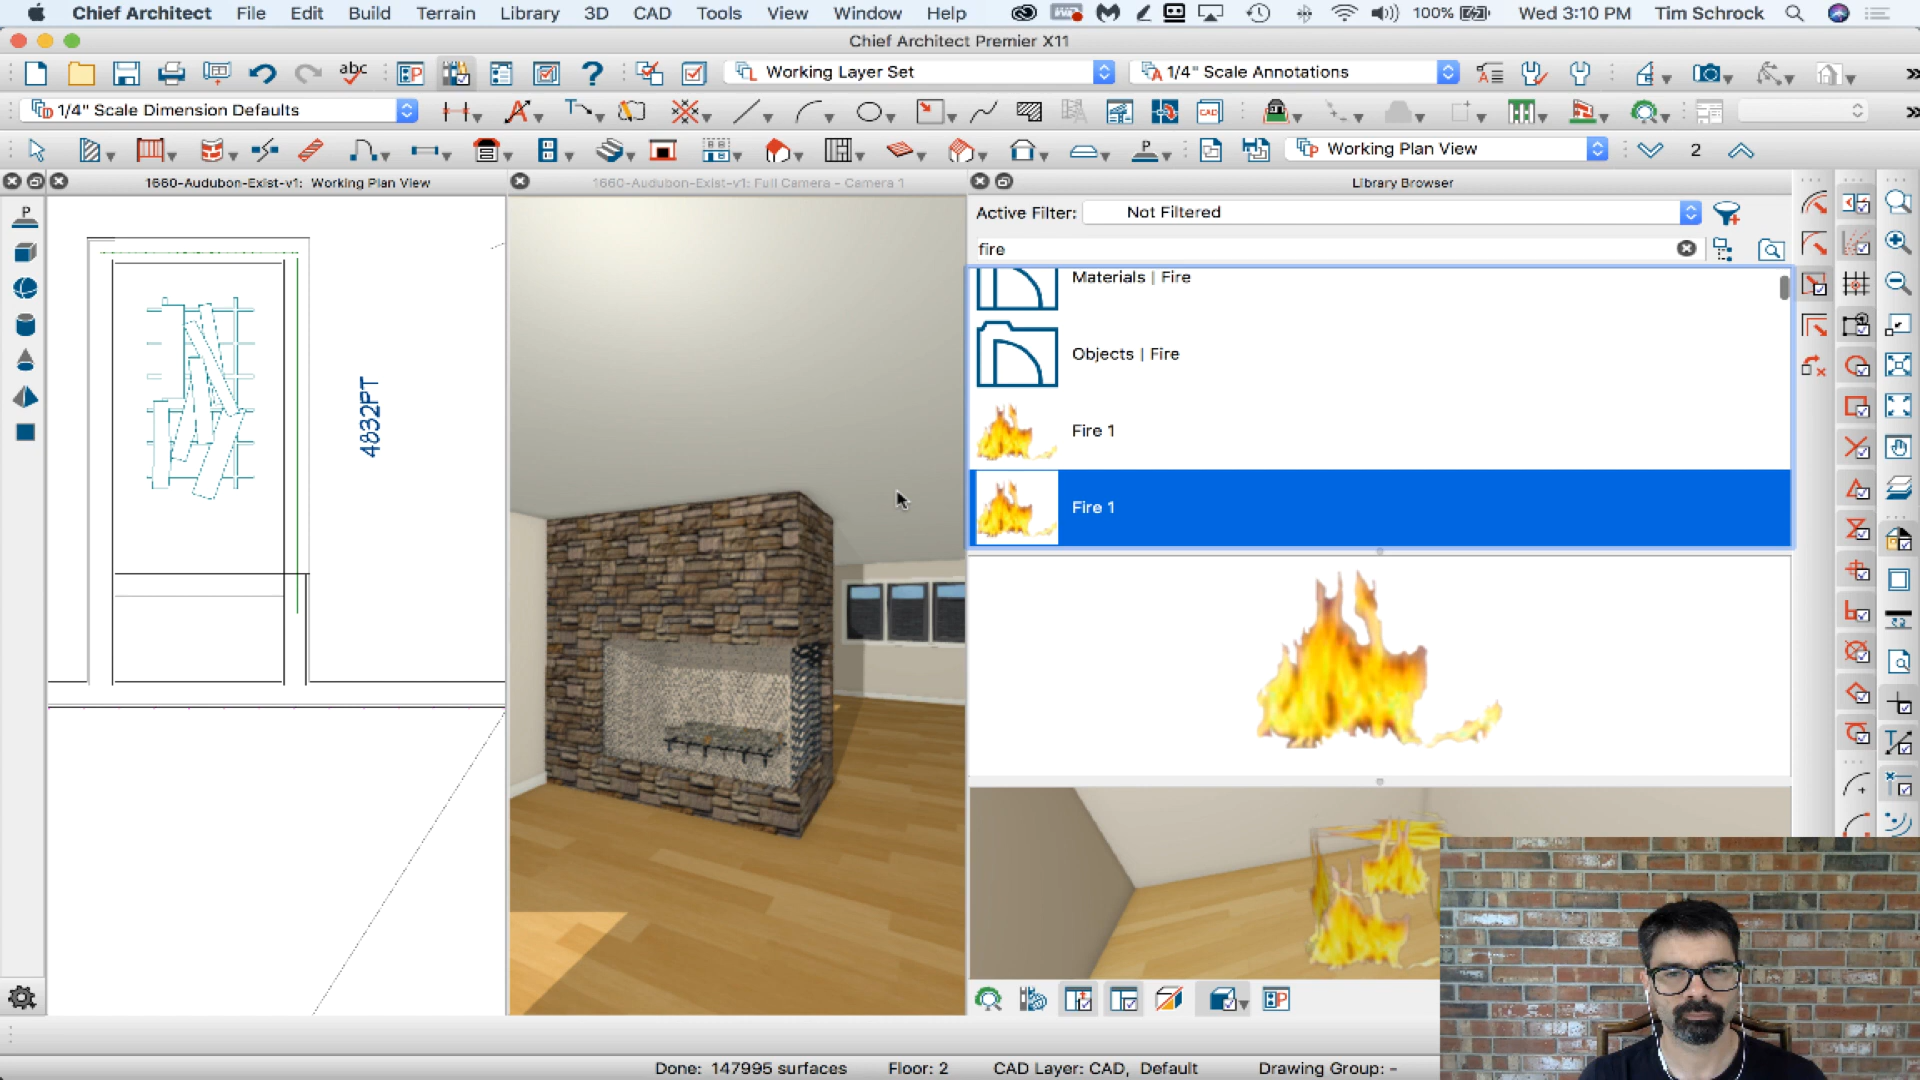 Chief Architect File Edit Build Terrain Library 3D CAD Tools View Window Help 100% Wed 3:10 PM Tim Schrock
Chief Architect Premier X11
abc Working Layer Set 1/4" Scale Annotations
1/4" Scale Dimension Defaults CAD
Working Plan View 2
1660-Audubon-Exist-v1: Working Plan View
1660-Audubon-Exist-v1: Full Camera - Camera 1
Library Browser
Active Filter: Not Filtered
fire
Materials | Fire
Objects | Fire
Fire 1
Fire 1
4832PT
Done: 147995 surfaces Floor: 2 CAD Layer: CAD, Default Drawing Group: -